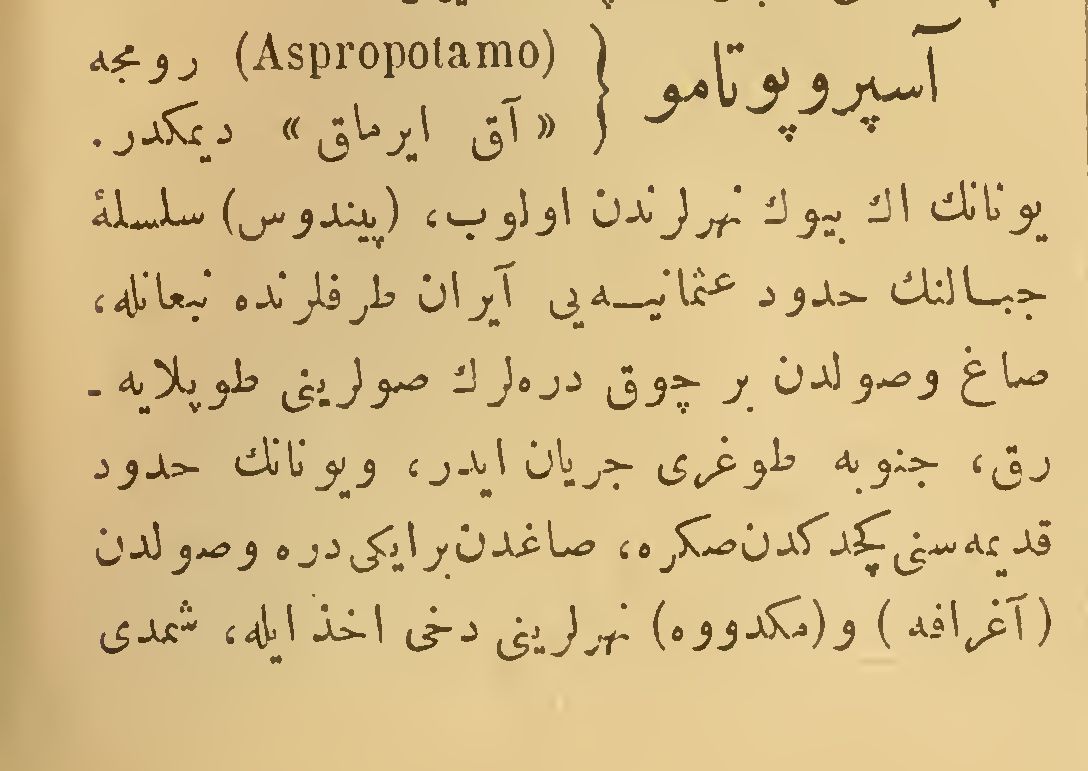 آسپروپوتامو { (Aspropotamo) رومجه
«آق ایرماق» دیمکدر.
یونانك اك بیوك نهرلرندن اولوب، (پیندوس) سلسلهٔ
جبالنك حدود عثمانیه‌یی آیران طرفلرنده نبعانله،
صاغ وصولدن بر چوق دره‌لرك صولرینی طوپلایه ـ
رق، جنوبه طوغری جریان ایدر، ویونانك حدود
قدیمه‌سنی کچدکدن صکره، صاغدن برایکی دره وصولدن
(آغرافه) و (مکدووه) نهرلرینی دخی اخذ ایله، شمدی